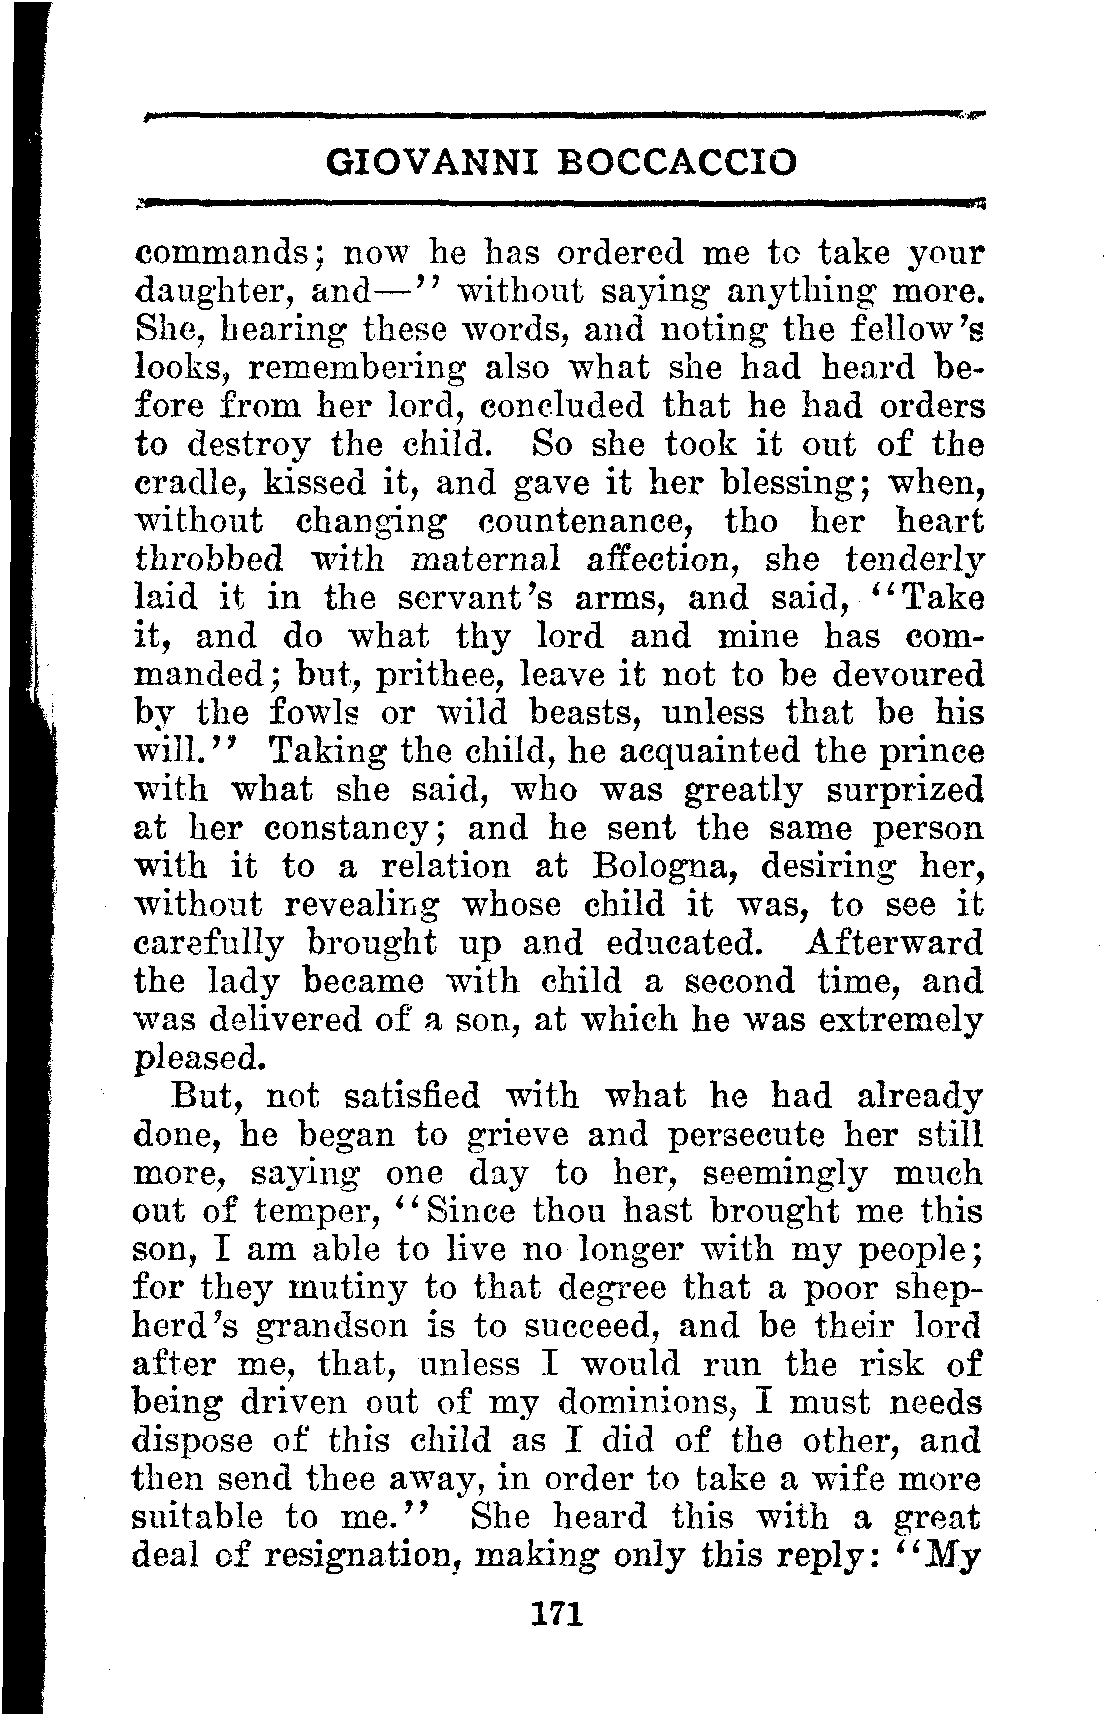 GIOVANNI BOCCACCIO
commands; now he has ordered me to take your
daughter, and—" without saying anything more.
She, hearing these words, and noting the fellow's
looks, remembering also what she had heard be-
fore from her lord, concluded that he had orders
to destroy the child. So she took it out of the
cradle, kissed it, and gave it her blessing; when,
without changing countenance, tho her heart
throbbed with maternal affection, she tenderly
laid it in the servant's arms, and said, "Take
it, and do what thy lord and mine has com-
manded; but, prithee, leave it not to be devoured
by the fowls or wild beasts, unless that be his
will." Taking the child, he acquainted the prince
with what she said, who was greatly surprized
at her constancy; and he sent the same person
with it to a relation at Bologna, desiring her,
without revealing whose child it was, to see it
carefully brought up and educated. Afterward
the lady became with child a second time, and
was delivered of a son, at which he was extremely
pleased.
But, not satisfied with what he had already
done, he began to grieve and persecute her still
more, saying one day to her, seemingly much
out of temper, "Since thou hast brought me this
son, I am able to live no longer with my people;
for they mutiny to that degree that a poor shep-
herd's grandson is to succeed, and be their lord
after me, that, unless I would run the risk of
being driven out of my dominions, I must needs
dispose of this child as I did of the other, and
then send thee away, in order to take a wife more
suitable to me." She heard this with a great
deal of resignation, making only this reply: "My
171